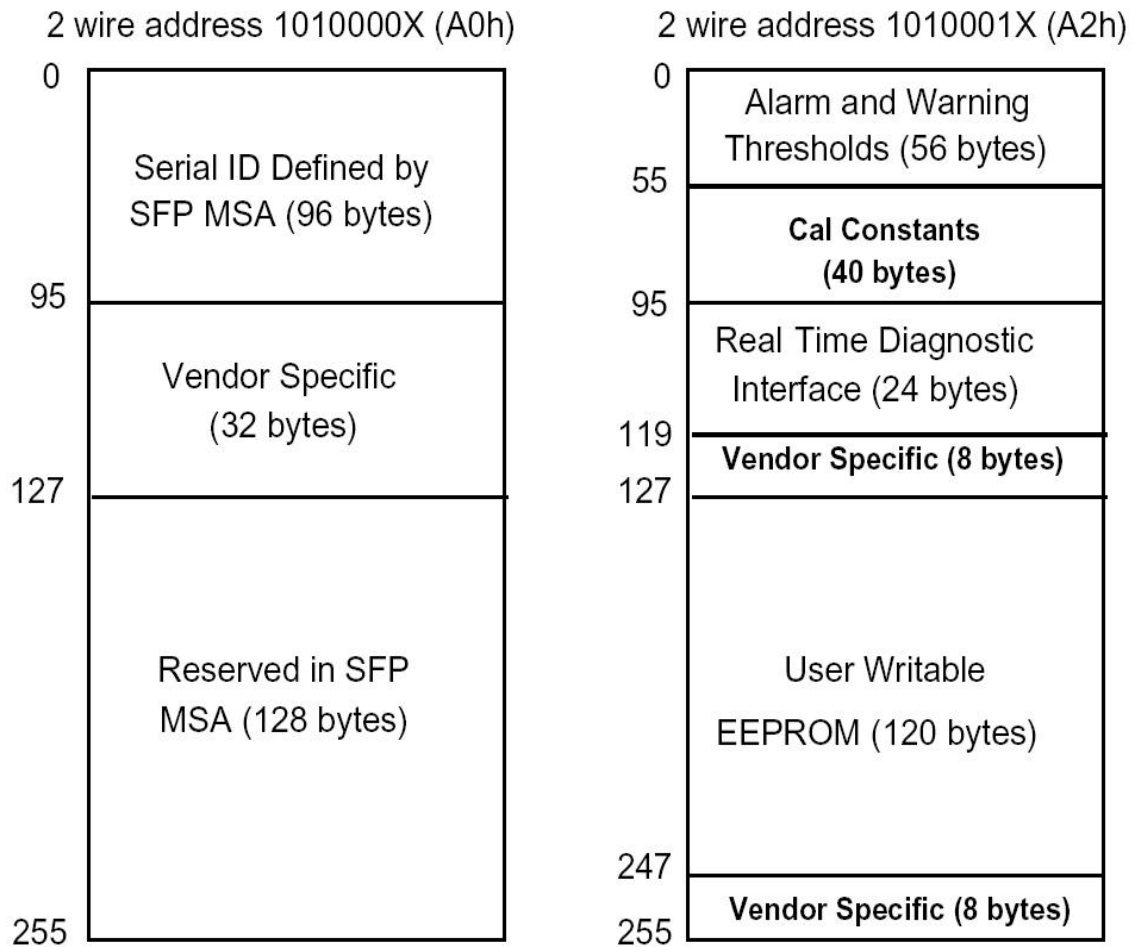 2 wire address 1010000X (A0h)
0
Serial ID Defined by
SFP MSA (96 bytes)
95
Vendor Specific
(32 bytes)
127
Reserved in SFP
MSA (128 bytes)
255
2 wire address 1010001X (A2h)
0
Alarm and Warning
Thresholds (56 bytes)
55
Cal Constants
(40 bytes)
95
Real Time Diagnostic
Interface (24 bytes)
119
Vendor Specific (8 bytes)
127
User Writable
EEPROM (120 bytes)
247
Vendor Specific (8 bytes)
255